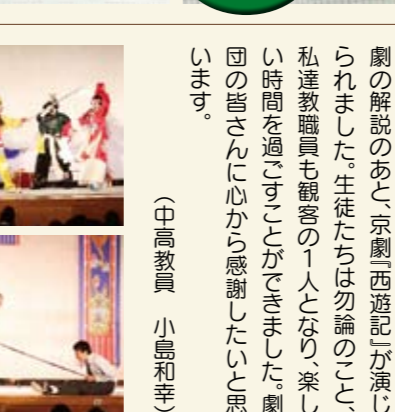 劇の解説のあと、京劇『西遊記』が演じ
られました。生徒たちは勿論のこと、
私達教職員も観客の1人となり、楽し
い時間を過ごすことができました。劇
団の皆さんに心から感謝したいと思
います。
(中高教員 小島和幸)